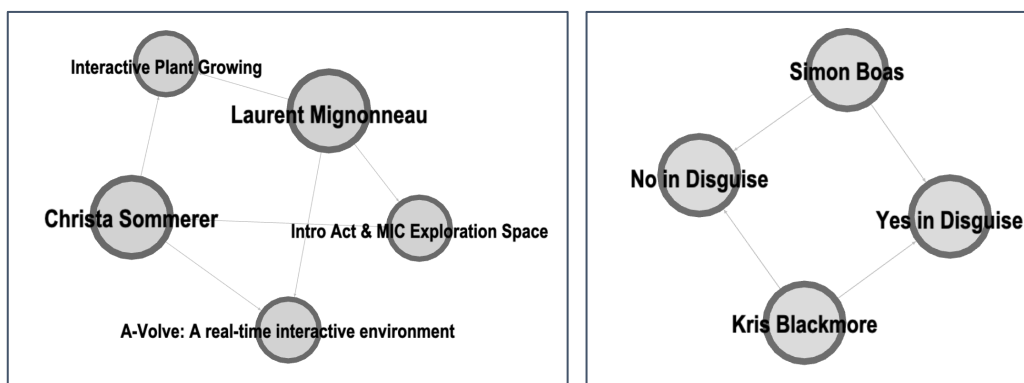 Interactive Plant Growing
Laurent Mignonneau
Christa Sommerer
Intro Act & MIC Exploration Space
A-Volve: A real-time interactive environment
Simon Boas
No in Disguise
Yes in Disguise
Kris Blackmore